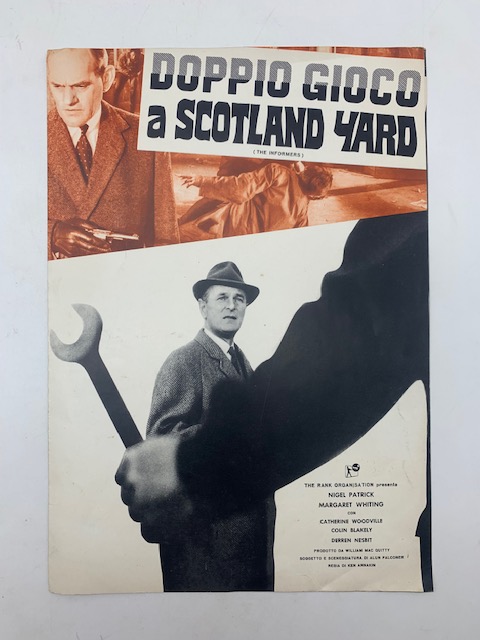 DOPPIO GIOCO
a SCOTLAND YARD
(THE INFORMERS)
THE RANK ORGANISATION presenta
NIGEL PATRICK
MARGARET WHITING
CON
CATHERINE WOODVILLE
COLIN BLAKELY
DERREN NESBIT
PRODOTTO DA WILLIAM MAC QUITTY
SOGGETTO E SCENEGGIATURA DI ALUN FALCONER
REGIA DI KEN ANNAKIN